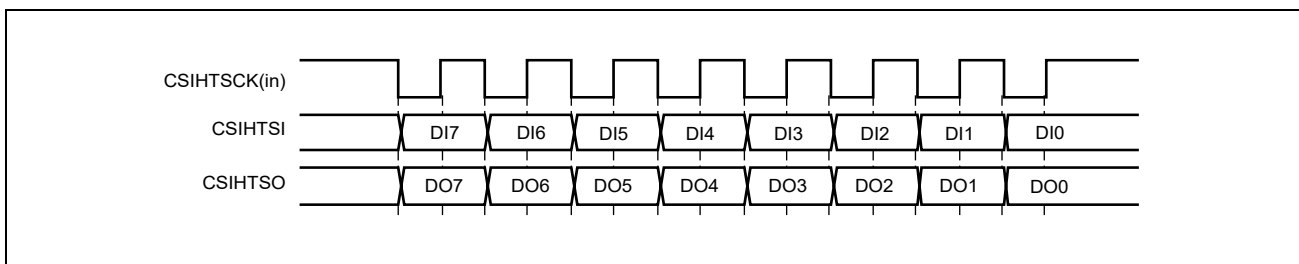 CSIHTSCK(in)
CSIHTSI DI7 DI6 DI5 DI4 DI3 DI2 DI1 DI0
CSIHTSO DO7 DO6 DO5 DO4 DO3 DO2 DO1 DO0